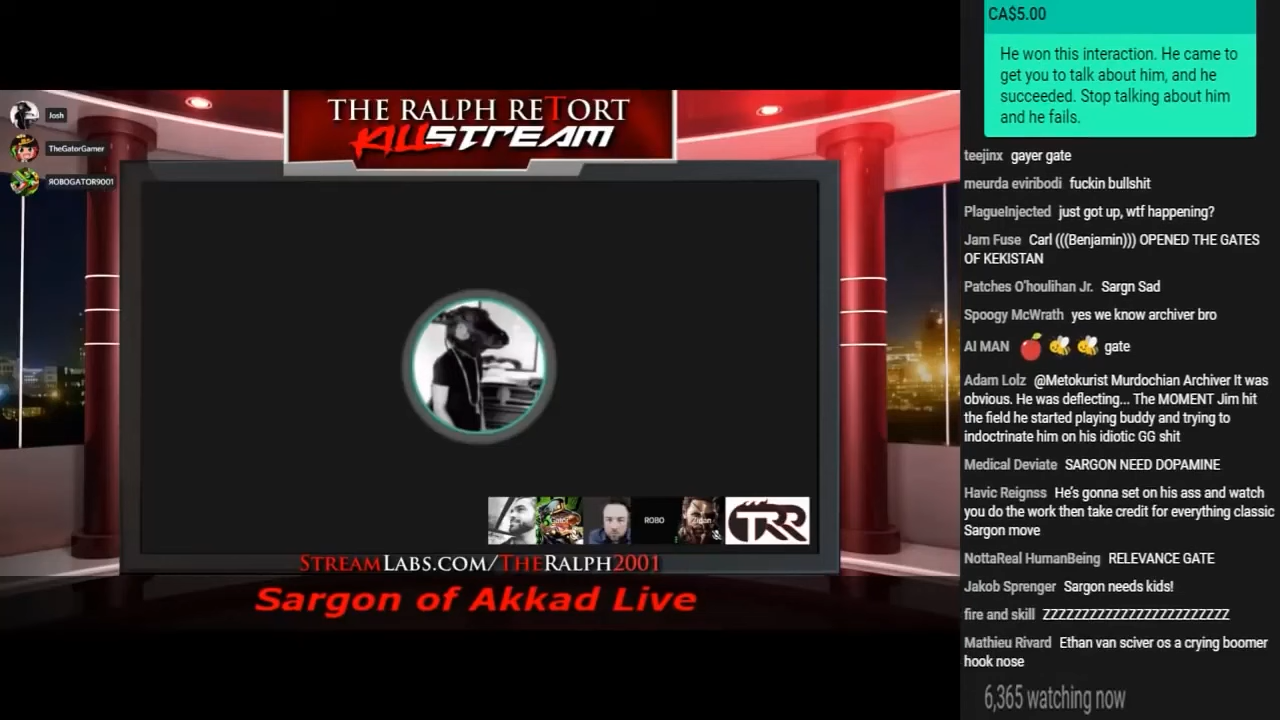 Josh
TheGatorGamer
ЯOBOGATOR9001
THE RALPH RETORT
KILLSTREAM
Gator
ROBO
Zidan
TRR
STREAMLABS.COM/THERALPH2001
Sargon of Akkad Live
CA$5.00
He won this interaction. He came to
get you to talk about him, and he
succeeded. Stop talking about him
and he fails.
teejinx gayer gate
meurda eviribodi fuckin bullshit
PlagueInjected just got up, wtf happening?
Jam Fuse Carl (((Benjamin))) OPENED THE GATES
OF KEKISTAN
Patches O'houlihan Jr. Sargn Sad
Spoogy McWrath yes we know archiver bro
AI MAN 🍎 🐝 🐝 gate
Adam Lolz @Metokurist Murdochian Archiver It was
obvious. He was deflecting... The MOMENT Jim hit
the field he started playing buddy and trying to
indoctrinate him on his idiotic GG shit
Medical Deviate SARGON NEED DOPAMINE
Havic Reignss He's gonna set on his ass and watch
you do the work then take credit for everything classic
Sargon move
NottaReal HumanBeing RELEVANCE GATE
Jakob Sprenger Sargon needs kids!
fire and skill ZZZZZZZZZZZZZZZZZZZZZZZZ
Mathieu Rivard Ethan van sciver os a crying boomer
hook nose
6,365 watching now